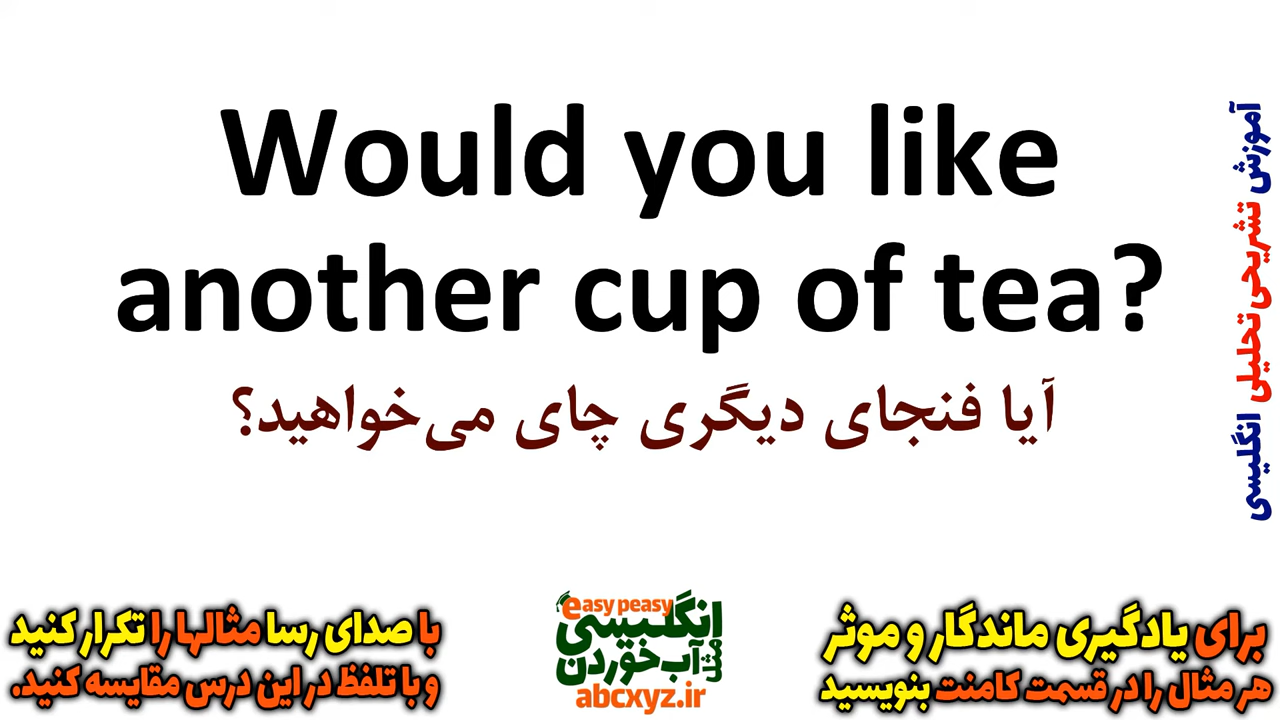 Would you like
another cup of tea?
آیا فنجای دیگری چای می‌خواهید؟
آموزش تشریحی تحلیلی انگلیسی
با صدای رسا مثالها را تکرار کنید
و با تلفظ در این درس مقایسه کنید.
easy peasy
انگلیسی
مثل آب خوردن
abcxyz.ir
برای یادگیری ماندگار و موثر
هر مثال را در قسمت کامنت بنویسید